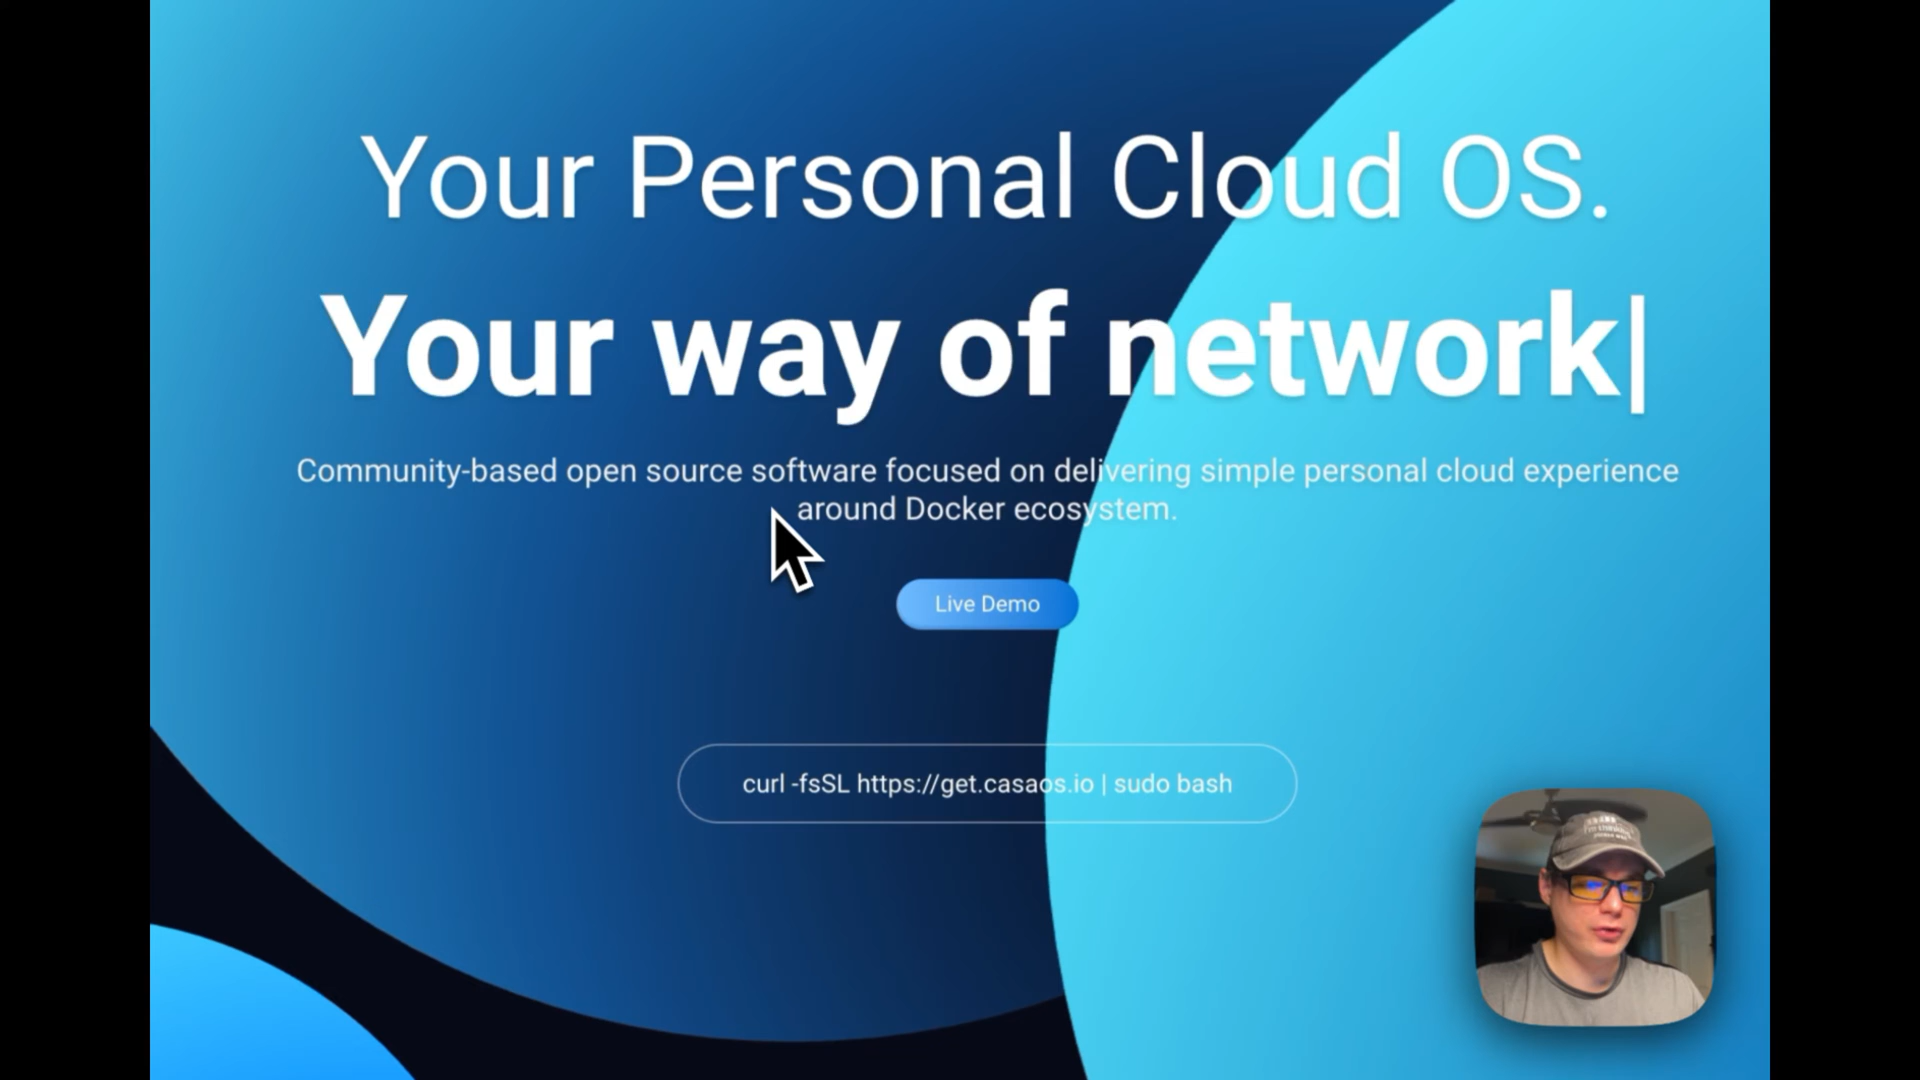 Your Personal Cloud OS.
Your way of network|
Community-based open source software focused on delivering simple personal cloud experience
around Docker ecosystem.
Live Demo
curl -fsSL https://get.casaos.io | sudo bash